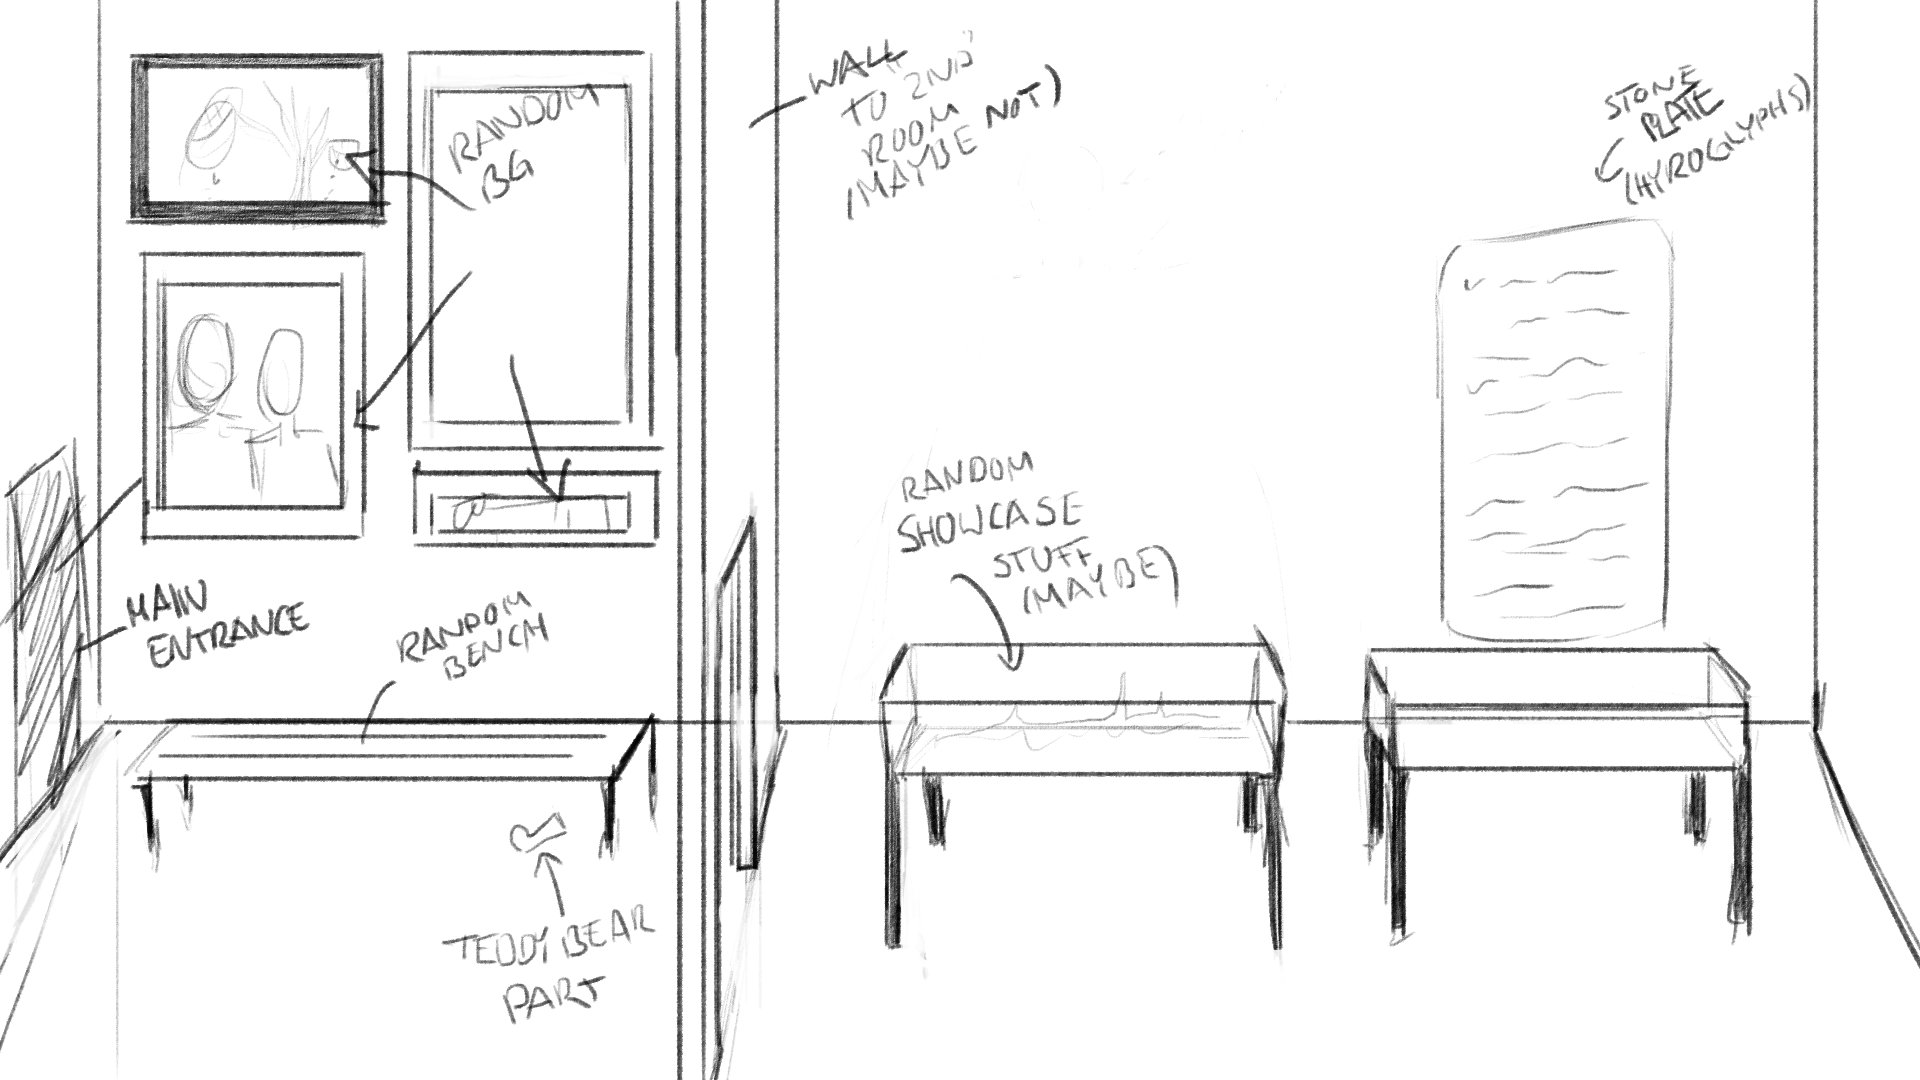 RANDOM
BG
WALL
TO "2ND"
ROOM
(MAYBE NOT)
STONE
PLATE
(HYROGLYPHS)
RANDOM
SHOWCASE
STUFF
(MAYBE)
MAIN
ENTRANCE
RANDOM
BENCH
TEDDY BEAR
PART